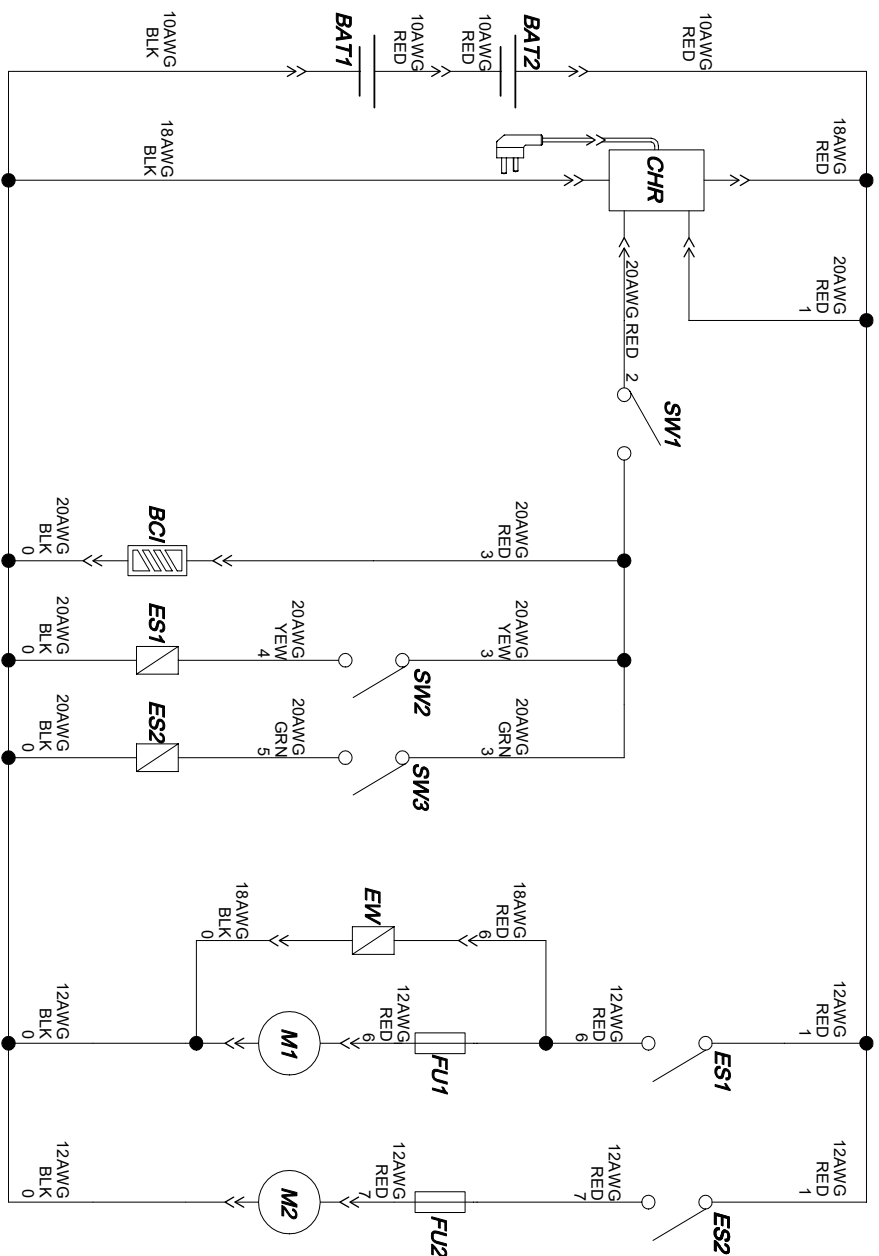 10AWG
RED
18AWG
RED
20AWG
RED
1
12AWG
RED
1
12AWG
RED
1
ES1
ES2
CHR
SW1
20AWG RED 2
12AWG
RED
6
12AWG
RED
7
BAT2
20AWG
RED
3
20AWG
YEW
3
20AWG
GRN
3
18AWG
RED
6
10AWG
RED
FU1
FU2
SW2
SW3
10AWG
RED
12AWG
RED
6
12AWG
RED
7
EW
BAT1
20AWG
YEW
4
20AWG
GRN
5
M1
M2
18AWG
BLK
0
10AWG
BLK
18AWG
BLK
BCI
ES1
ES2
20AWG
BLK
0
20AWG
BLK
0
20AWG
BLK
0
12AWG
BLK
0
12AWG
BLK
0